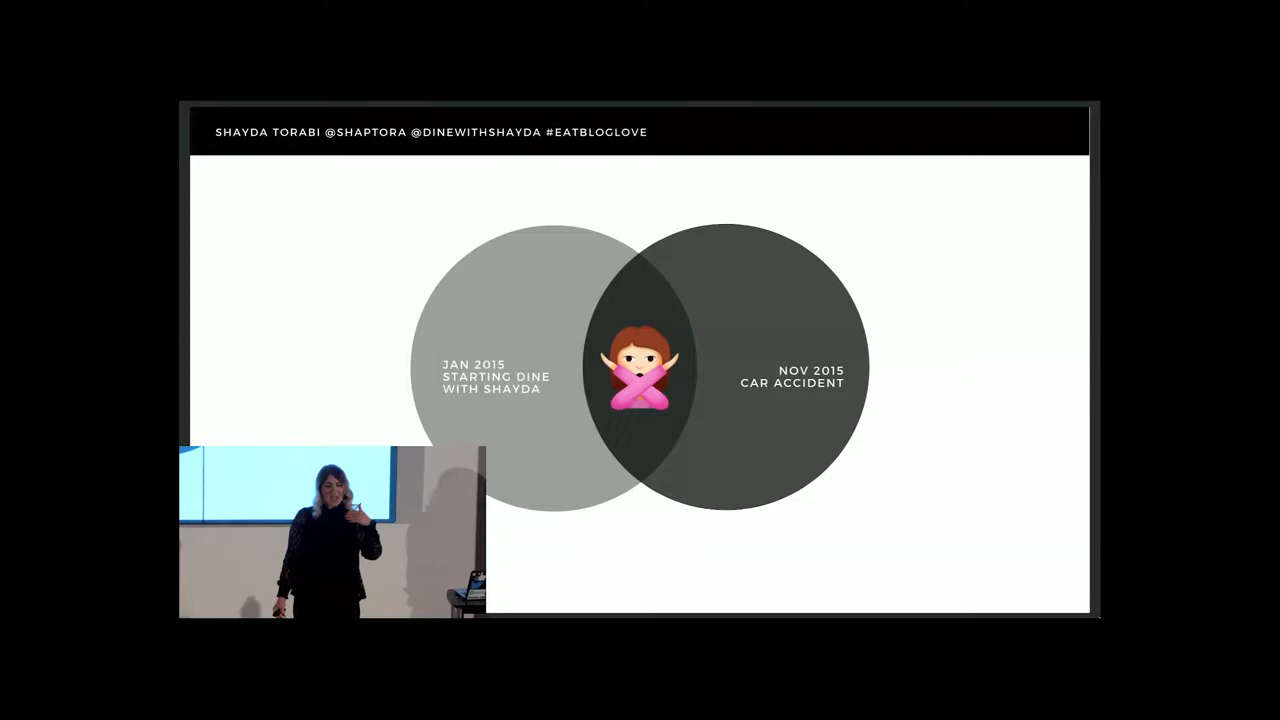 SHAYDA TORABI @SHAPTORA @DINEWITHSHAYDA #EATBLOGLOVE
JAN 2015
STARTING DINE
WITH SHAYDA
NOV 2015
CAR ACCIDENT